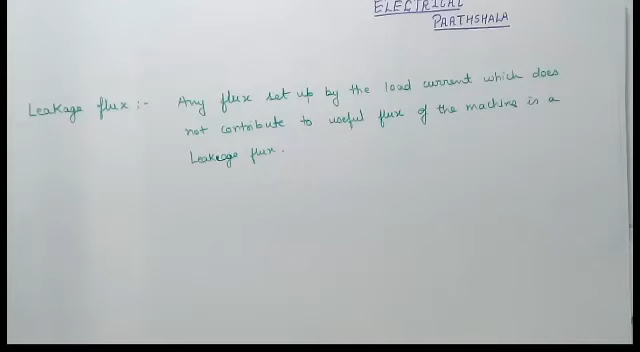 ELECTRICAL
PARTHSHALA
Leakage flux :- Any flux set up by the load current which does
not contribute to useful flux of the machine is a
Leakage flux.